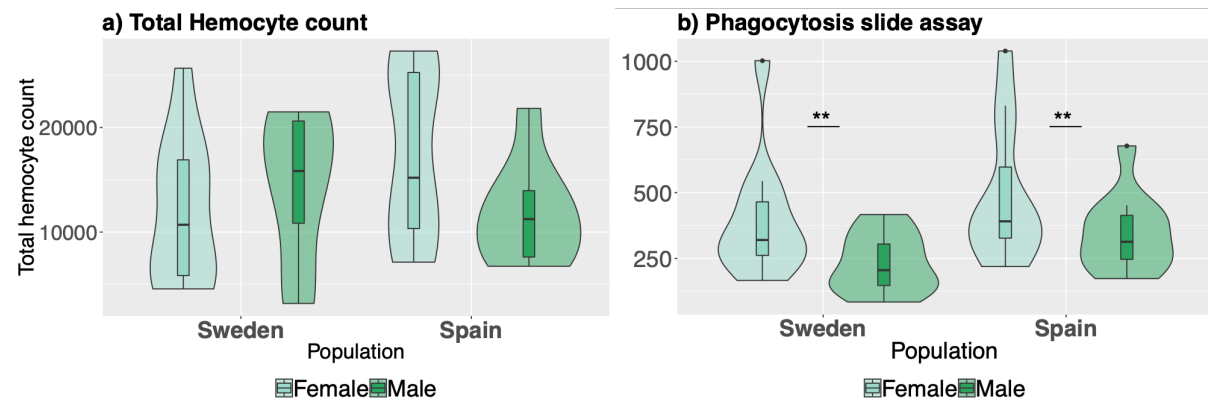 a) Total Hemocyte count
Total hemocyte count
20000
10000
Sweden Spain
Population
Female Male
b) Phagocytosis slide assay
1000
750
500
250
** **
Sweden Spain
Population
Female Male